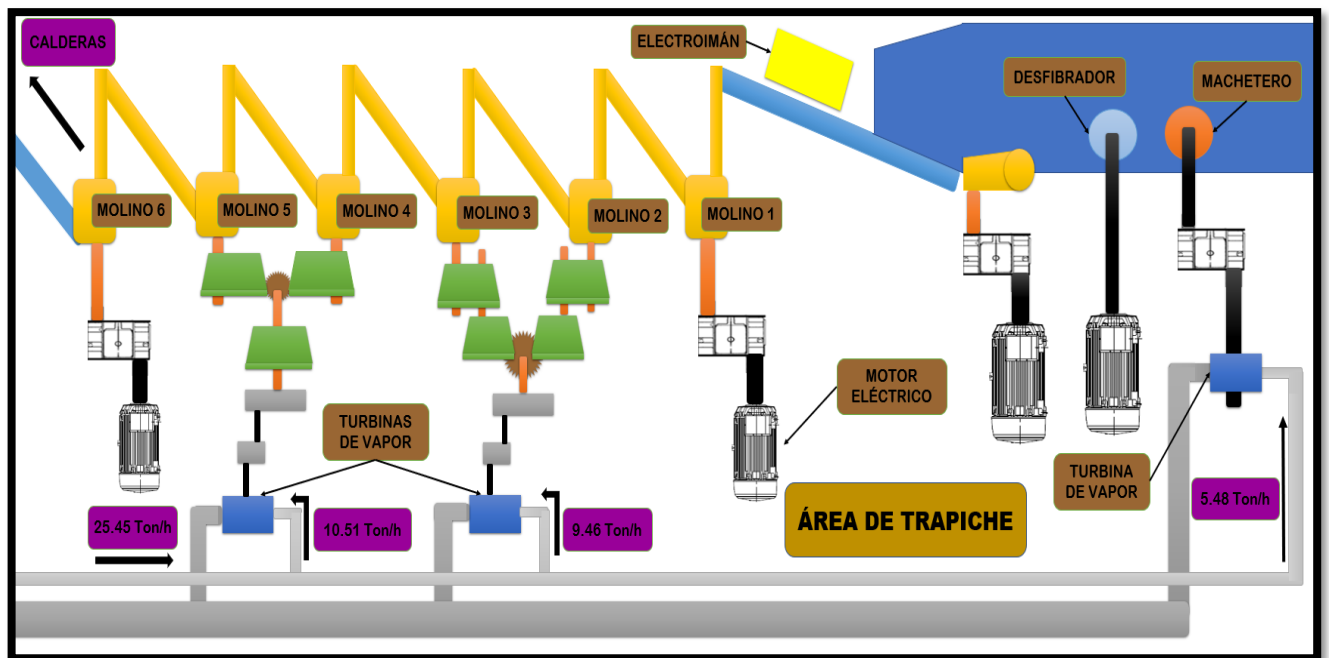 CALDERAS
ELECTROIMÁN
DESFIBRADOR
MACHETERO
MOLINO 6
MOLINO 5
MOLINO 4
MOLINO 3
MOLINO 2
MOLINO 1
MOTOR
ELÉCTRICO
TURBINAS
DE VAPOR
TURBINA
DE VAPOR
25.45 Ton/h
10.51 Ton/h
9.46 Ton/h
ÁREA DE TRAPICHE
5.48 Ton/h